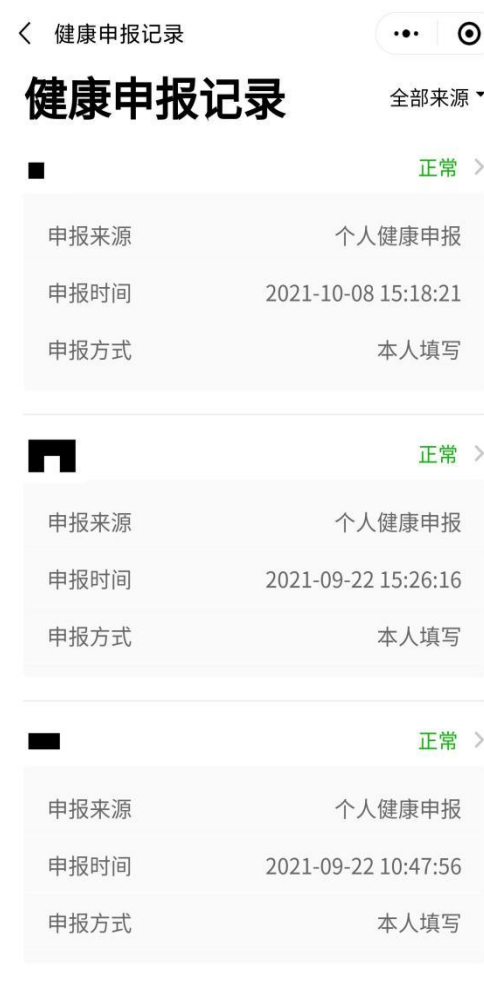 健康申报记录
健康申报记录 全部来源
正常
申报来源 个人健康申报
申报时间 2021-10-08 15:18:21
申报方式 本人填写
正常
申报来源 个人健康申报
申报时间 2021-09-22 15:26:16
申报方式 本人填写
正常
申报来源 个人健康申报
申报时间 2021-09-22 10:47:56
申报方式 本人填写